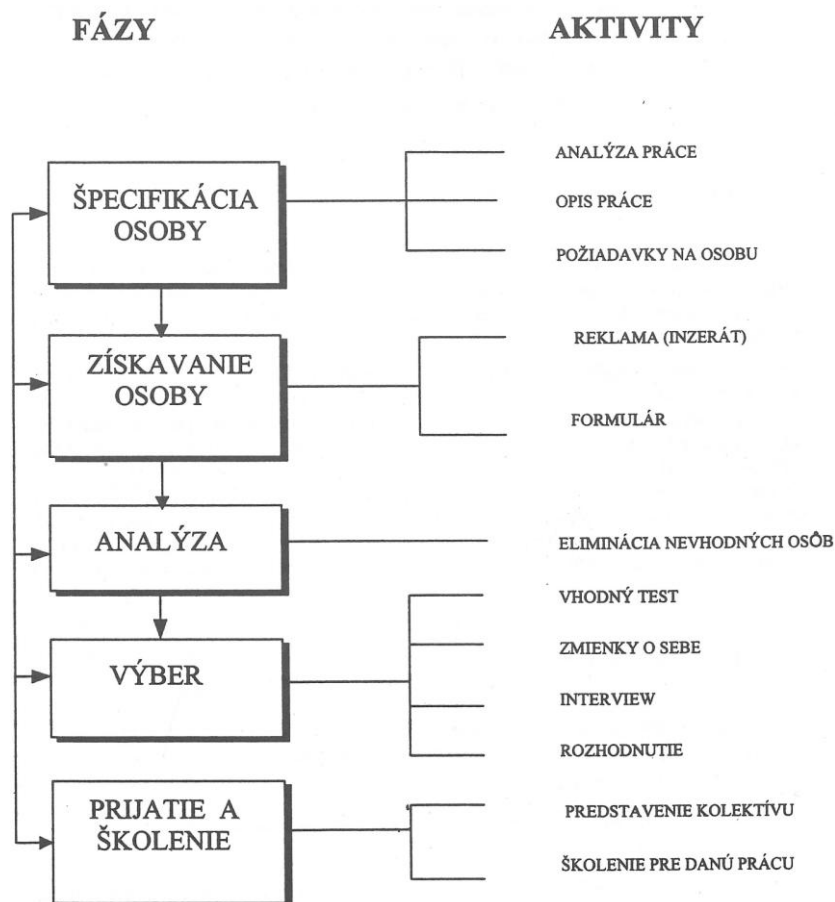 FÁZY
AKTIVITY
ŠPECIFIKÁCIA
OSOBY
ANALÝZA PRÁCE
OPIS PRÁCE
POŽIADAVKY NA OSOBU
ZÍSKAVANIE
OSOBY
REKLAMA (INZERÁT)
FORMULÁR
ANALÝZA
ELIMINÁCIA NEVHODNÝCH OSÔB
VÝBER
VHODNÝ TEST
ZMIENKY O SEBE
INTERVIEW
ROZHODNUTIE
PRIJATIE A
ŠKOLENIE
PREDSTAVENIE KOLEKTÍVU
ŠKOLENIE PRE DANÚ PRÁCU